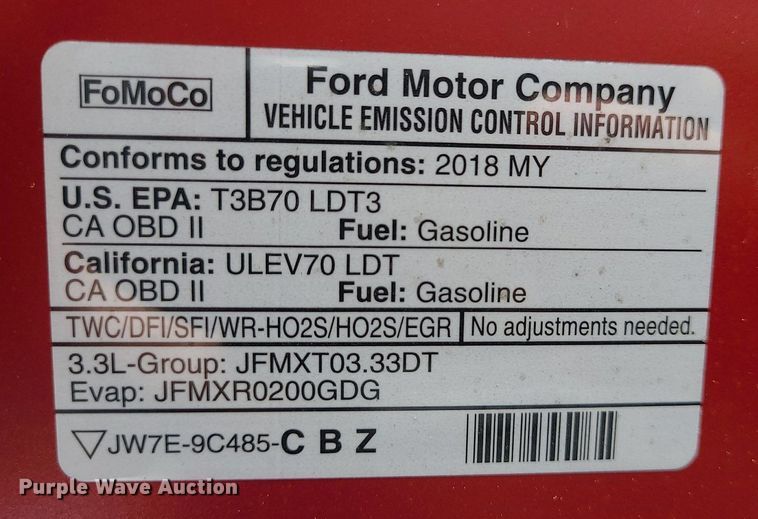 FoMoCo
Ford Motor Company
VEHICLE EMISSION CONTROL INFORMATION
Conforms to regulations: 2018 MY
U.S. EPA: T3B70 LDT3
CA OBD II Fuel: Gasoline
California: ULEV70 LDT
CA OBD II Fuel: Gasoline
TWC/DFI/SFI/WR-HO2S/HO2S/EGR No adjustments needed.
3.3L-Group: JFMXT03.33DT
Evap: JFMXR0200GDG
JW7E-9C485-C B Z
Purple Wave Auction